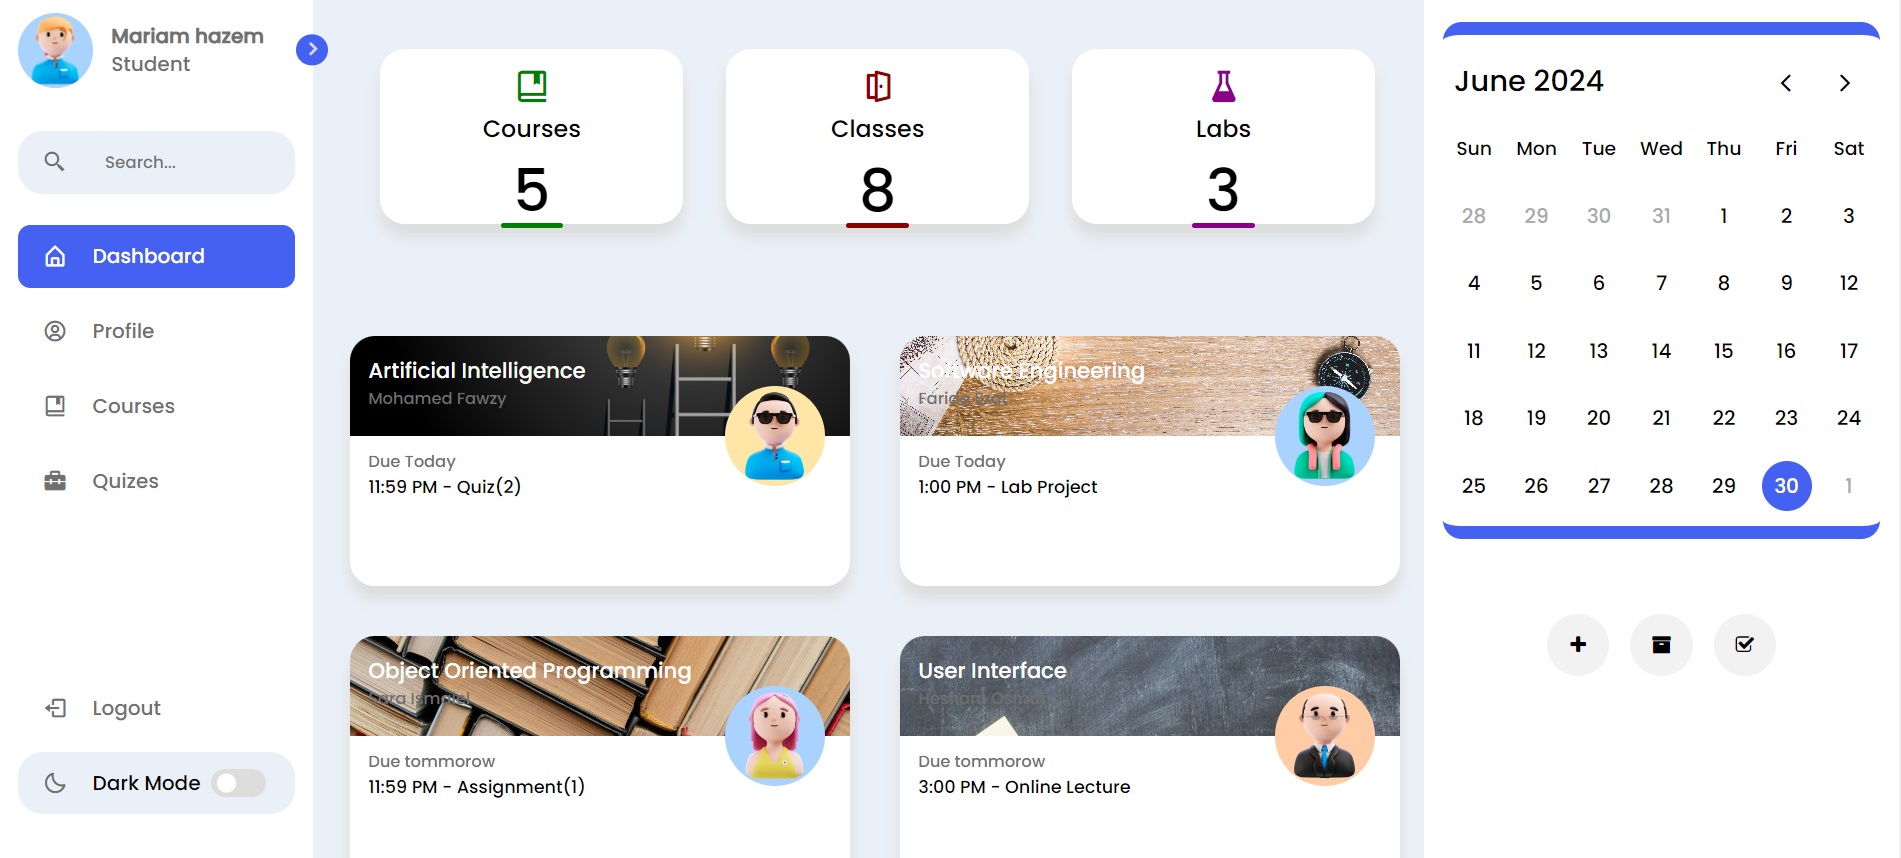 Mariam hazem
Student
Search...
Dashboard
Profile
Courses
Quizes
Logout
Dark Mode
Courses
5
Classes
8
Labs
3
Artificial Intelligence
Mohamed Fawzy
Due Today
11:59 PM - Quiz(2)
Software Engineering
Farida
Due Today
1:00 PM - Lab Project
Object Oriented Programming
Sara Ismaiel
Due tommorow
11:59 PM - Assignment(1)
User Interface
Hesham
Due tommorow
3:00 PM - Online Lecture
June 2024
Sun Mon Tue Wed Thu Fri Sat
28 29 30 31 1 2 3
4 5 6 7 8 9 12
11 12 13 14 15 16 17
18 19 20 21 22 23 24
25 26 27 28 29 30 1